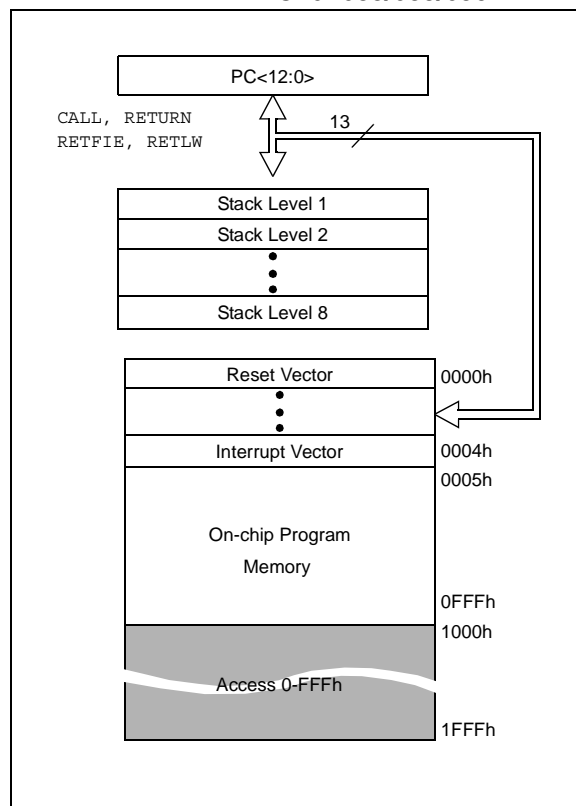 PC<12:0>
CALL, RETURN
RETFIE, RETLW
13
Stack Level 1
Stack Level 2
Stack Level 8
Reset Vector
0000h
Interrupt Vector
0004h
0005h
On-chip Program
Memory
0FFFh
1000h
Access 0-FFFh
1FFFh